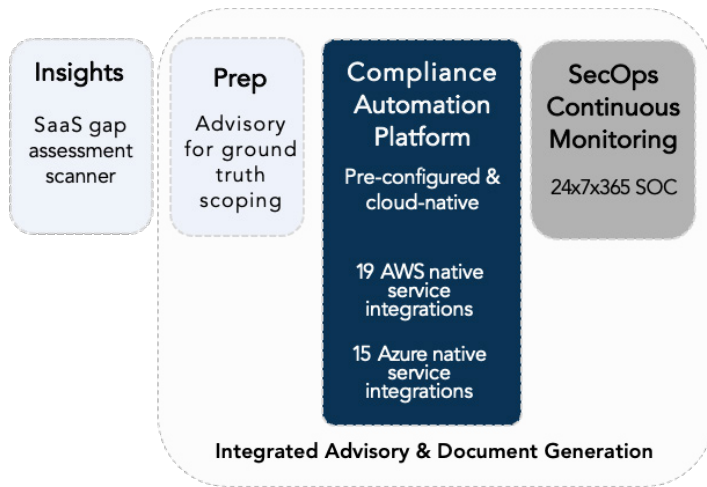 Insights
SaaS gap
assessment
scanner
Prep
Advisory
for ground
truth
scoping
Compliance
Automation
Platform
Pre-configured &
cloud-native
19 AWS native
service
integrations
15 Azure native
service
integrations
SecOps
Continuous
Monitoring
24x7x365 SOC
Integrated Advisory & Document Generation